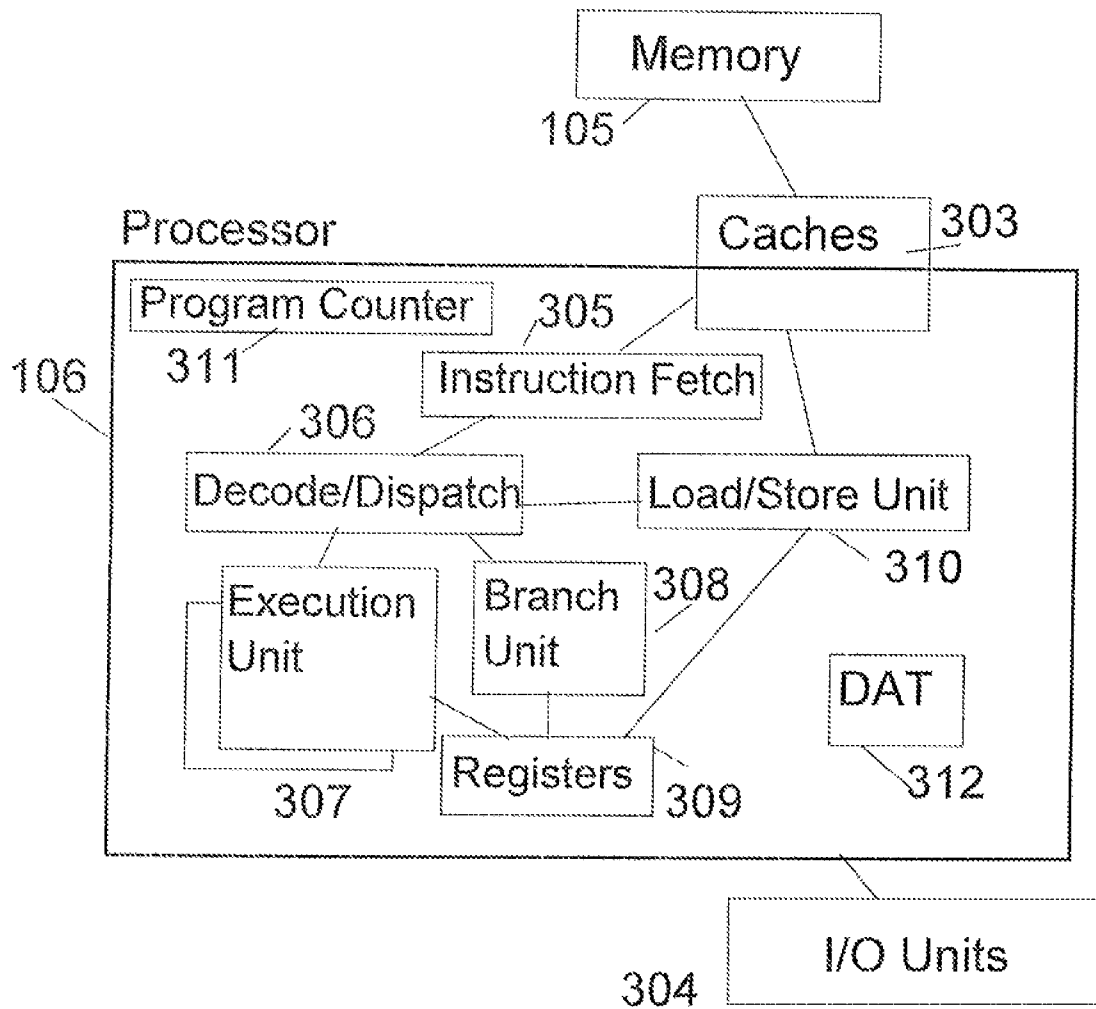 Memory
105
Processor
Caches
303
Program Counter
311
305
106
Instruction Fetch
306
Decode/Dispatch
Load/Store Unit
310
Execution
Unit
Branch
Unit
308
DAT
312
307
Registers
309
I/O Units
304